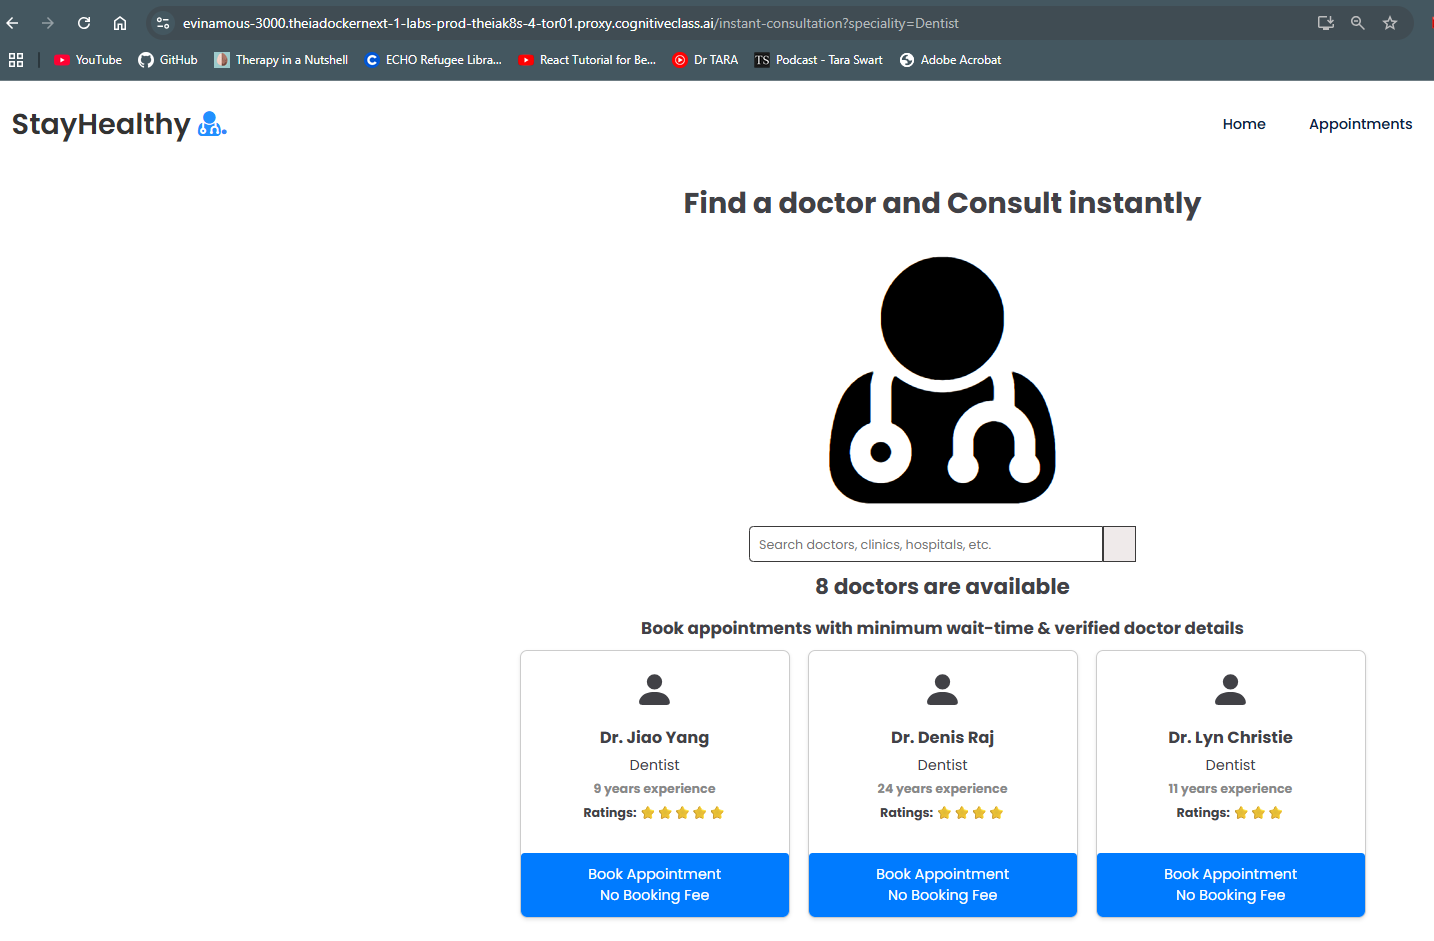 evinamous-3000.theiadockernext-1-labs-prod-theiak8s-4-tor01.proxy.cognitiveclass.ai/instant-consultation?speciality=Dentist
YouTube GitHub Therapy in a Nutshell ECHO Refugee Libra... React Tutorial for Be... Dr TARA TS Podcast - Tara Swart Adobe Acrobat
StayHealthy Home Appointments
Find a doctor and Consult instantly
Search doctors, clinics, hospitals, etc.
8 doctors are available
Book appointments with minimum wait-time & verified doctor details
Dr. Jiao Yang
Dentist
9 years experience
Ratings:
Book Appointment
No Booking Fee
Dr. Denis Raj
Dentist
24 years experience
Ratings:
Book Appointment
No Booking Fee
Dr. Lyn Christie
Dentist
11 years experience
Ratings:
Book Appointment
No Booking Fee